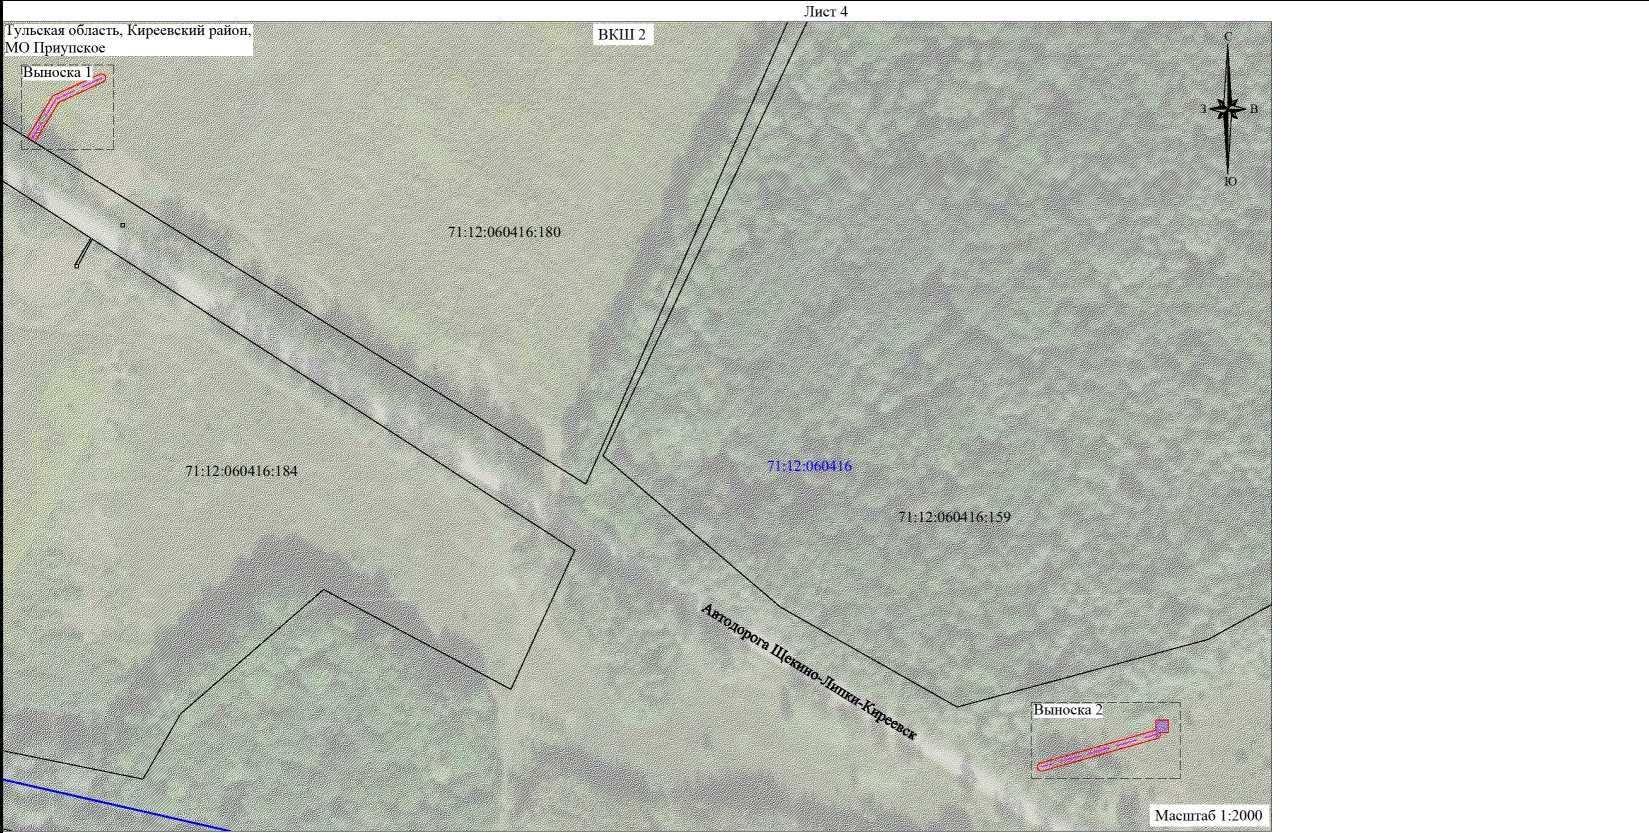 Лист 4
Тульская область, Киреевский район,
МО Приупское
ВКШ 2
С
Выноска 1
З
В
Ю
71:12:060416:180
71:12:060416:184
71:12:060416
71:12:060416:159
Автодорога Щекино-Липки-Киреевск
Выноска 2
Масштаб 1:2000